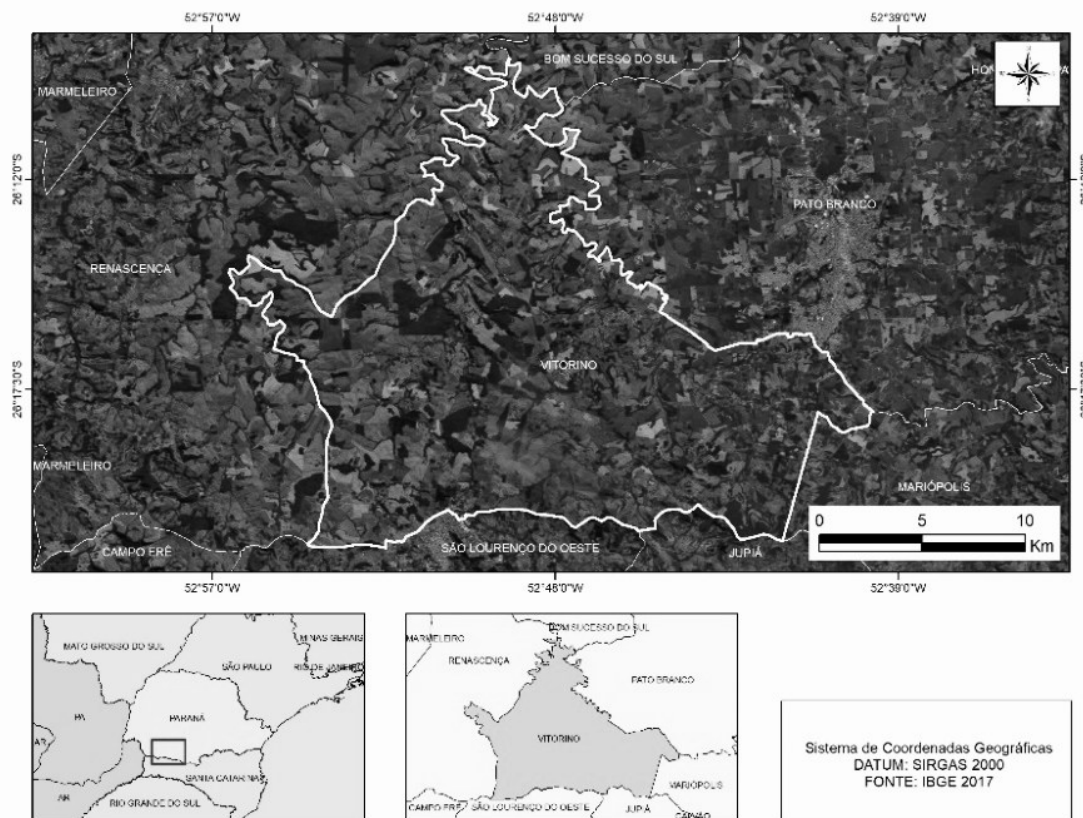 52°57'0"W
52°48'0"W
52°39'0"W
BOM SUCESSO DO SUL
MARMELEIRO
26°12'0"S
PATO BRANCO
RENASCENÇA
VITORINO
26°17'30"S
MARMELEIRO
MARIÓPOLIS
0 5 10
Km
CAMPO ERÊ
SÃO LOURENÇO DO OESTE
JUPIÁ
52°57'0"W
52°48'0"W
52°39'0"W
MATO GROSSO DO SUL
MINAS GERAIS
SÃO PAULO
RIO DE JANEIRO
PA
PARANÁ
AR
SANTA CATARINA
AR
RIO GRANDE DO SUL
BOM SUCESSO DO SUL
MARMELEIRO
RENASCENÇA
PATO BRANCO
VITORINO
MARIÓPOLIS
CAMPO ERÊ
SÃO LOURENÇO DO OESTE
JUPIÁ
Sistema de Coordenadas Geográficas
DATUM: SIRGAS 2000
FONTE: IBGE 2017